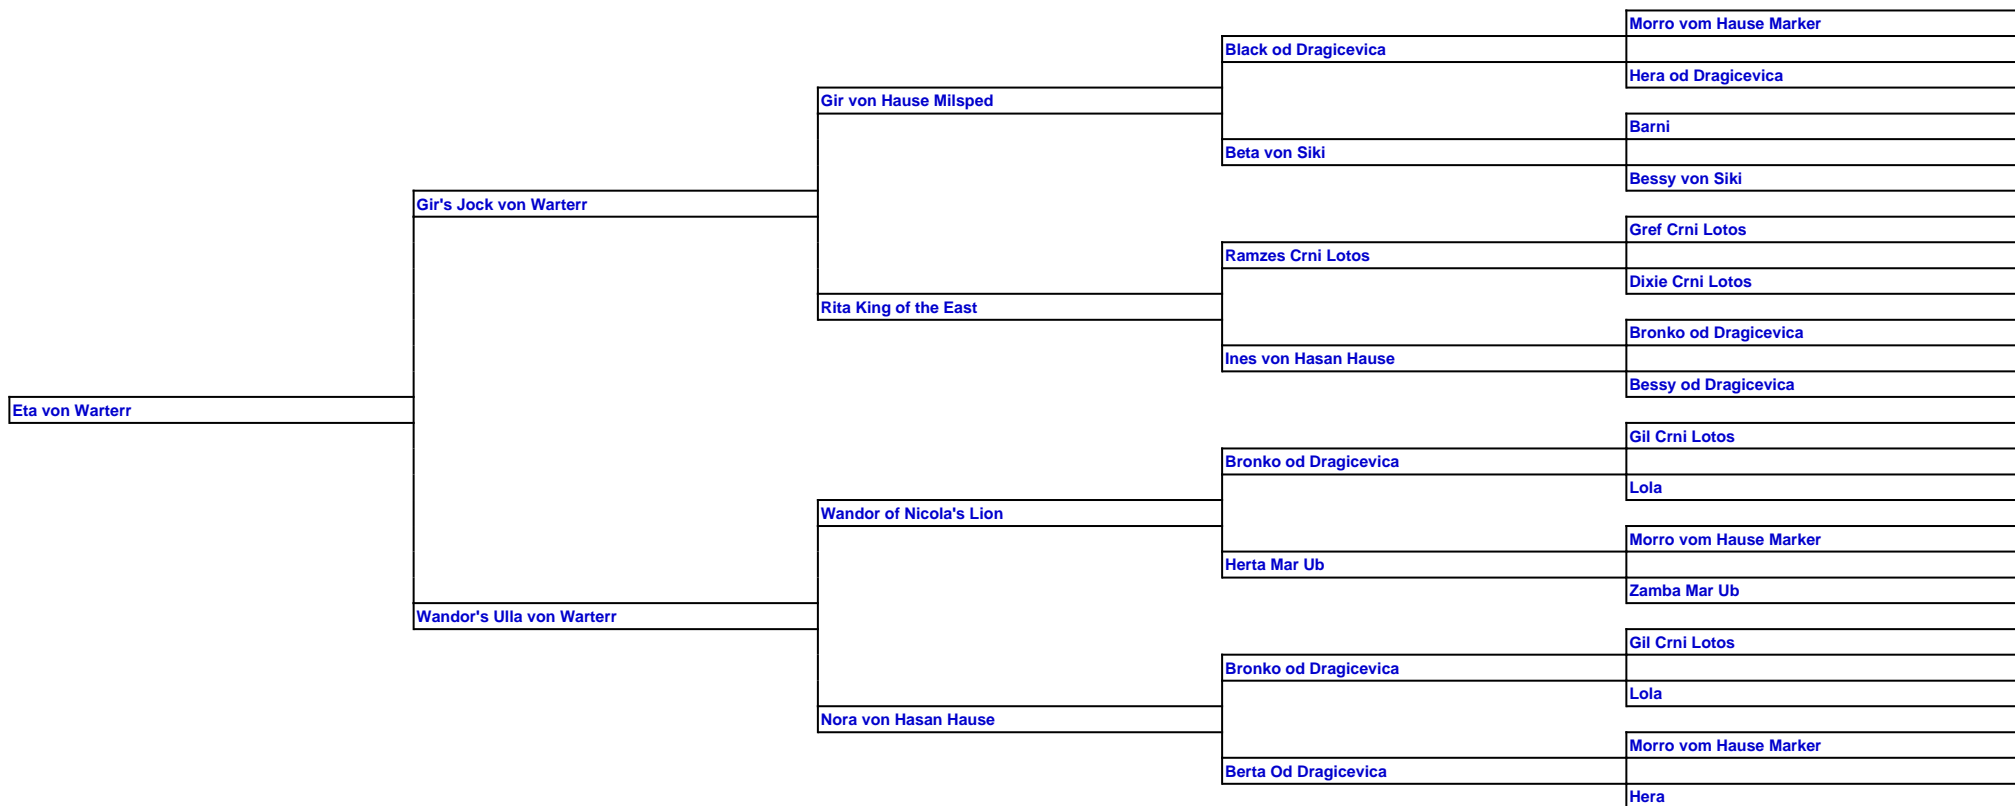 Morro vom Hause Marker
Black od Dragicevica
Hera od Dragicevica
Gir von Hause Milsped
Barni
Beta von Siki
Bessy von Siki
Gir's Jock von Warterr
Gref Crni Lotos
Ramzes Crni Lotos
Dixie Crni Lotos
Rita King of the East
Bronko od Dragicevica
Ines von Hasan Hause
Bessy od Dragicevica
Eta von Warterr
Gil Crni Lotos
Bronko od Dragicevica
Lola
Wandor of Nicola's Lion
Morro vom Hause Marker
Herta Mar Ub
Zamba Mar Ub
Wandor's Ulla von Warterr
Gil Crni Lotos
Bronko od Dragicevica
Lola
Nora von Hasan Hause
Morro vom Hause Marker
Berta Od Dragicevica
Hera